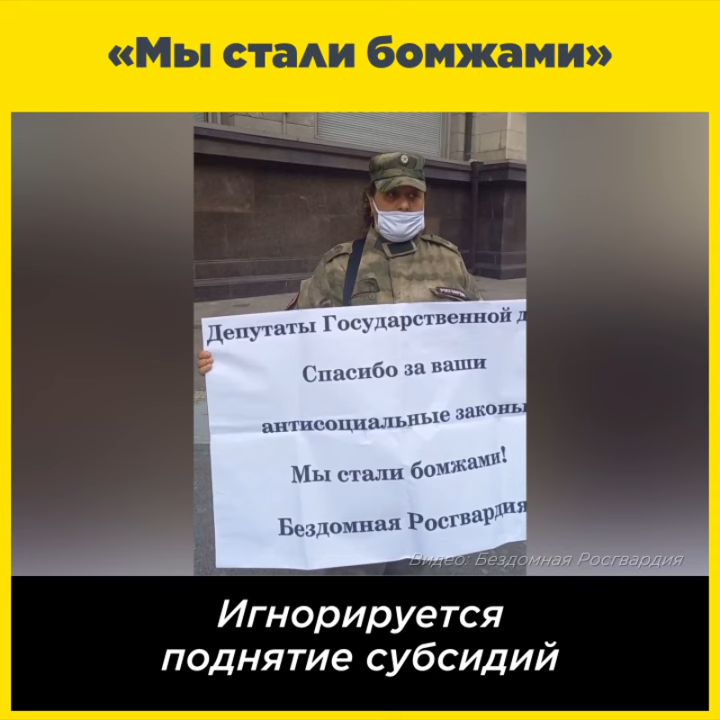 «Мы стали бомжами»
Депутаты Государственной д
Спасибо за ваши
антисоциальные законы
Мы стали бомжами!
Бездомная Росгвардия
Видео: Бездомная Росгвардия
Игнорируется
поднятие субсидий